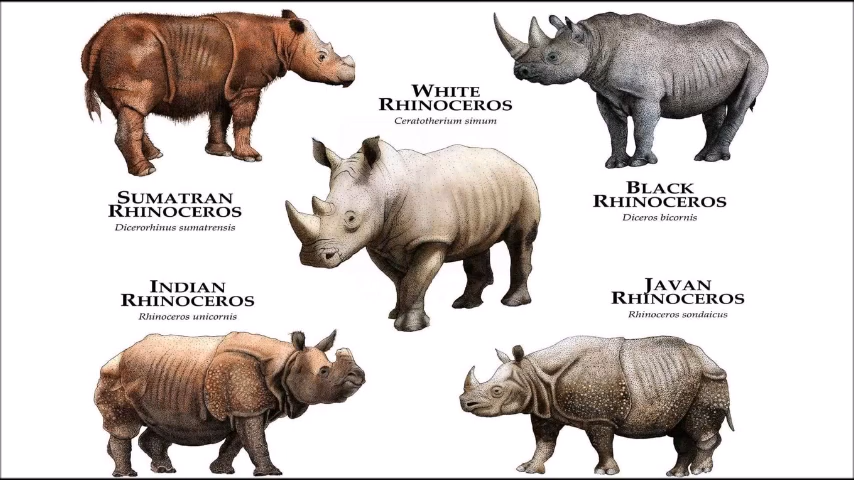 WHITE
RHINOCEROS
Ceratotherium simum
SUMATRAN
RHINOCEROS
Dicerorhinus sumatrensis
BLACK
RHINOCEROS
Diceros bicornis
INDIAN
RHINOCEROS
Rhinoceros unicornis
JAVAN
RHINOCEROS
Rhinoceros sondaicus